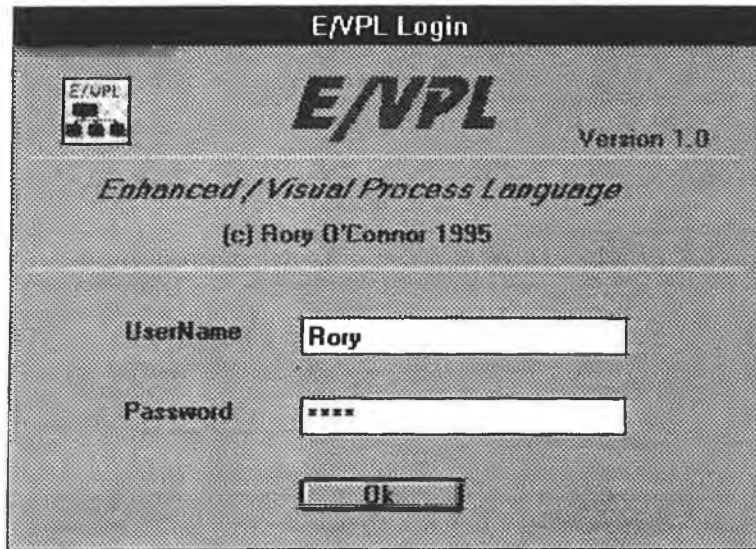 E/VPL Login
E/VPL
E/VPL
Version 1.0
Enhanced / Visual Process Language
(c) Rory O'Connor 1995
UserName
Rory
Password
****
Ok